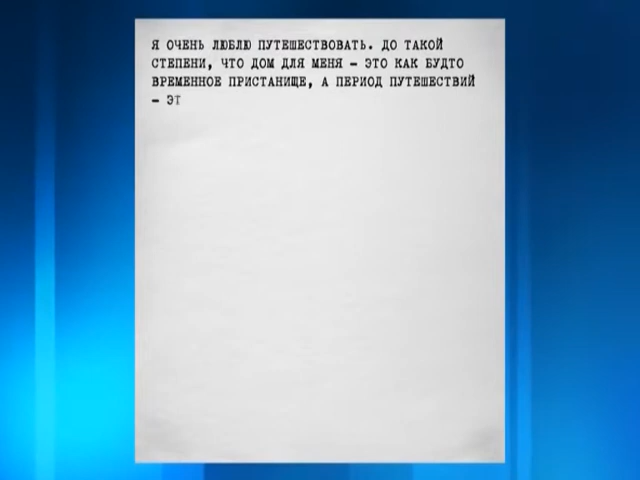 Я ОЧЕНЬ ЛЮБЛЮ ПУТЕШЕСТВОВАТЬ. ДО ТАКОЙ
СТЕПЕНИ, ЧТО ДОМ ДЛЯ МЕНЯ – ЭТО КАК БУДТО
ВРЕМЕННОЕ ПРИСТАНИЩЕ, А ПЕРИОД ПУТЕШЕСТВИЙ
– ЭТ